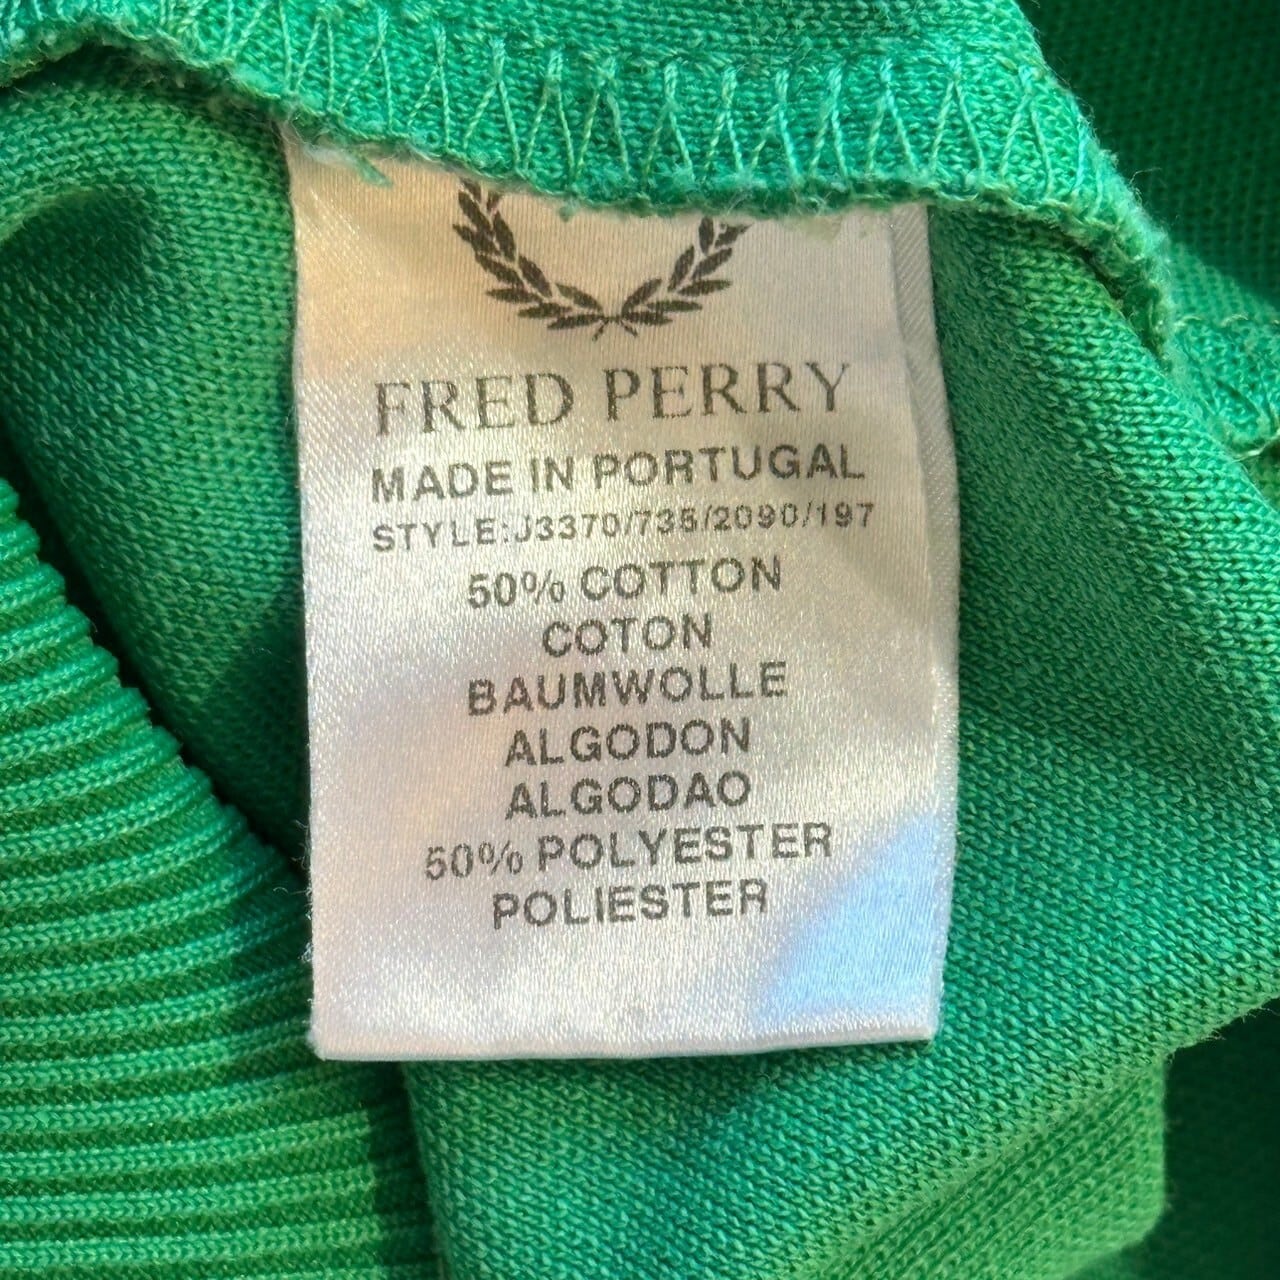 FRED PERRY
MADE IN PORTUGAL
STYLE:J3370/735/2090/197
50% COTTON
COTON
BAUMWOLLE
ALGODON
ALGODAO
50% POLYESTER
POLIESTER